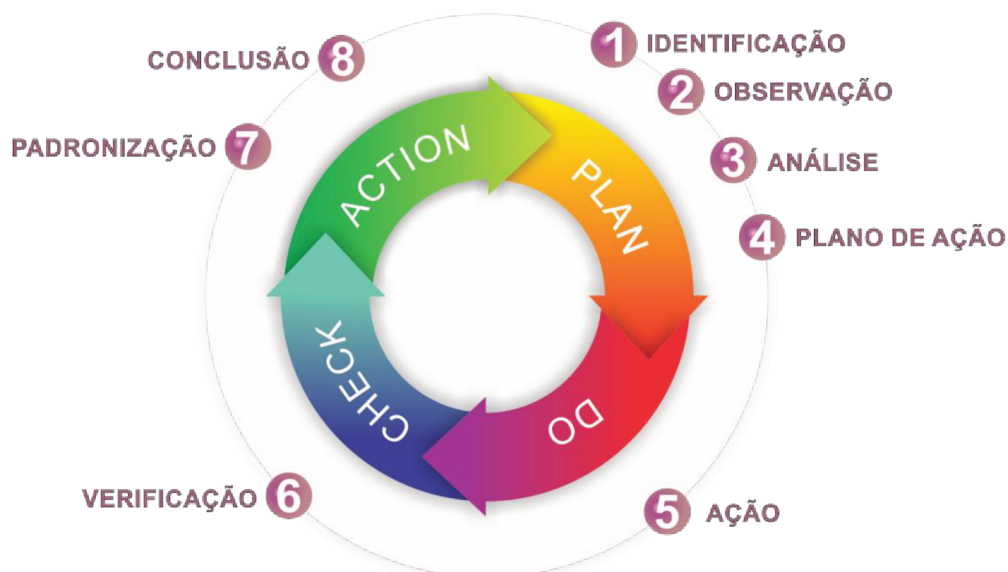 1 IDENTIFICAÇÃO
2 OBSERVAÇÃO
3 ANÁLISE
4 PLANO DE AÇÃO
5 AÇÃO
6 VERIFICAÇÃO
7 PADRONIZAÇÃO
8 CONCLUSÃO
PLAN
DO
CHECK
ACTION